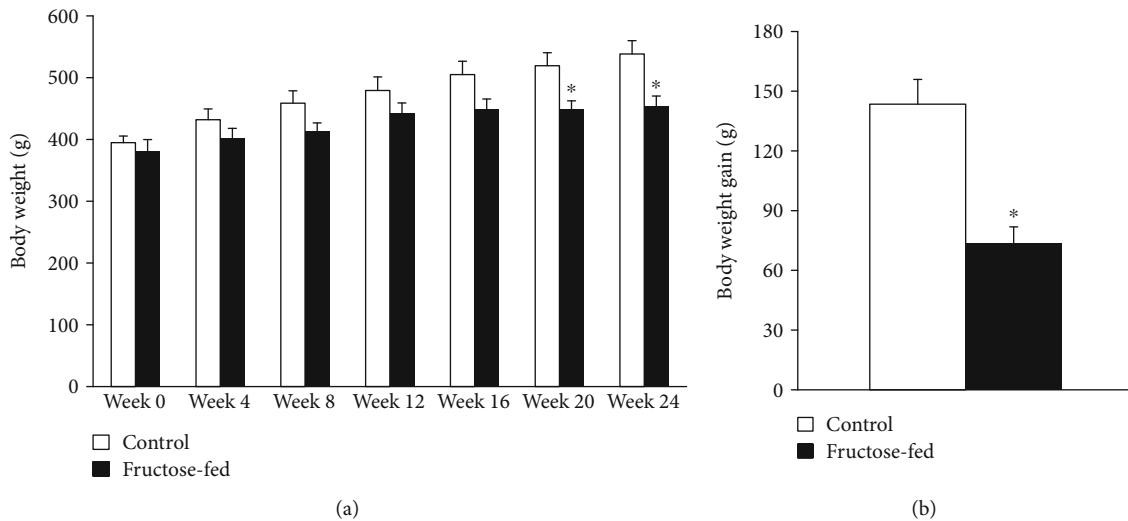 600
500
400
300
200
100
0
Body weight (g)
*
*
Week 0 Week 4 Week 8 Week 12 Week 16 Week 20 Week 24
Control
Fructose-fed
(a)
180
150
120
90
60
30
0
Body weight gain (g)
*
Control
Fructose-fed
(b)